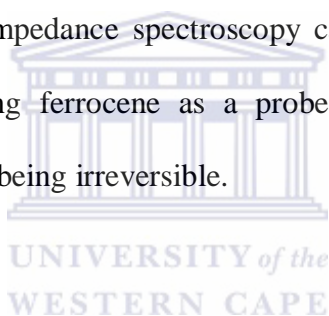 mpedance spectroscopy c
ng ferrocene as a probe
being irreversible.
UNIVERSITY of the
WESTERN CAPE